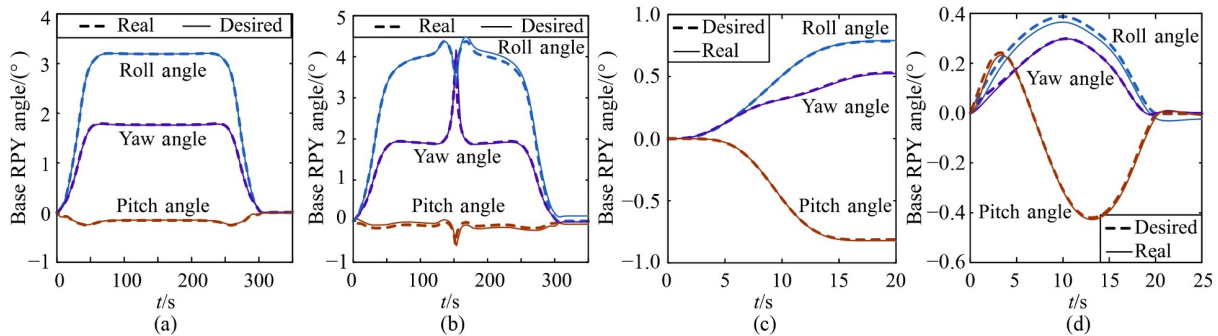 Real Desired
Base RPY angle/(°)
4
3
2
1
0
−1
Roll angle
Yaw angle
Pitch angle
0 100 200 300
t/s
(a)
Real Desired
Base RPY angle/(°)
5
4
3
2
1
0
−1
Roll angle
Yaw angle
Pitch angle
0 100 200 300
t/s
(b)
Desired
Real
Base RPY angle/(°)
1.0
0.5
0.0
−0.5
−1.0
Roll angle
Yaw angle
Pitch angle
0 5 10 15 20
t/s
(c)
Base RPY angle/(°)
0.4
0.2
0.0
−0.2
−0.4
−0.6
Roll angle
Yaw angle
Pitch angle
Desired
Real
0 5 10 15 20 25
t/s
(d)